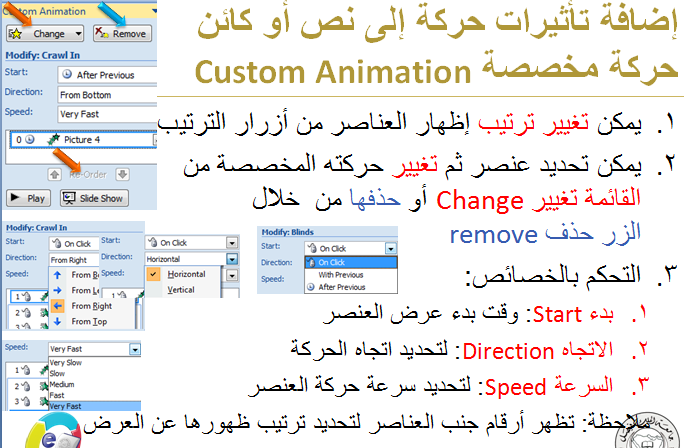 إضافة تأثيرات حركة إلى نص أو كائن
حركة مخصصة Custom Animation
١. يمكن تغيير ترتيب إظهار العناصر من أزرار الترتيب
٢. يمكن تحديد عنصر ثم تغيير حركته المخصصة من
القائمة تغيير Change أو حذفها من خلال
الزر حذف remove
٣. التحكم بالخصائص:
١. بدء Start: وقت بدء عرض العنصر
٢. الاتجاه Direction: لتحديد اتجاه الحركة
٣. السرعة Speed: لتحديد سرعة حركة العنصر
ملاحظة: تظهر أرقام جنب العناصر لتحديد ترتيب ظهورها عن العرض
Custom Animation
Change Remove
Modify: Crawl In
Start: After Previous
Direction: From Bottom
Speed: Very Fast
0 Picture 4
Re-Order
Play Slide Show
Modify: Crawl In
Start: On Click
Direction: From Right
Speed:
From
From
From Right
From Top
1
2
3
Start: On Click
Direction: Horizontal
Speed:
Horizontal
Vertical
Modify: Blinds
Start: On Click
Direction: On Click
With Previous
Speed: After Previous
Speed: Very Fast
Very Slow
Slow
Medium
Fast
Very Fast
1
2
3